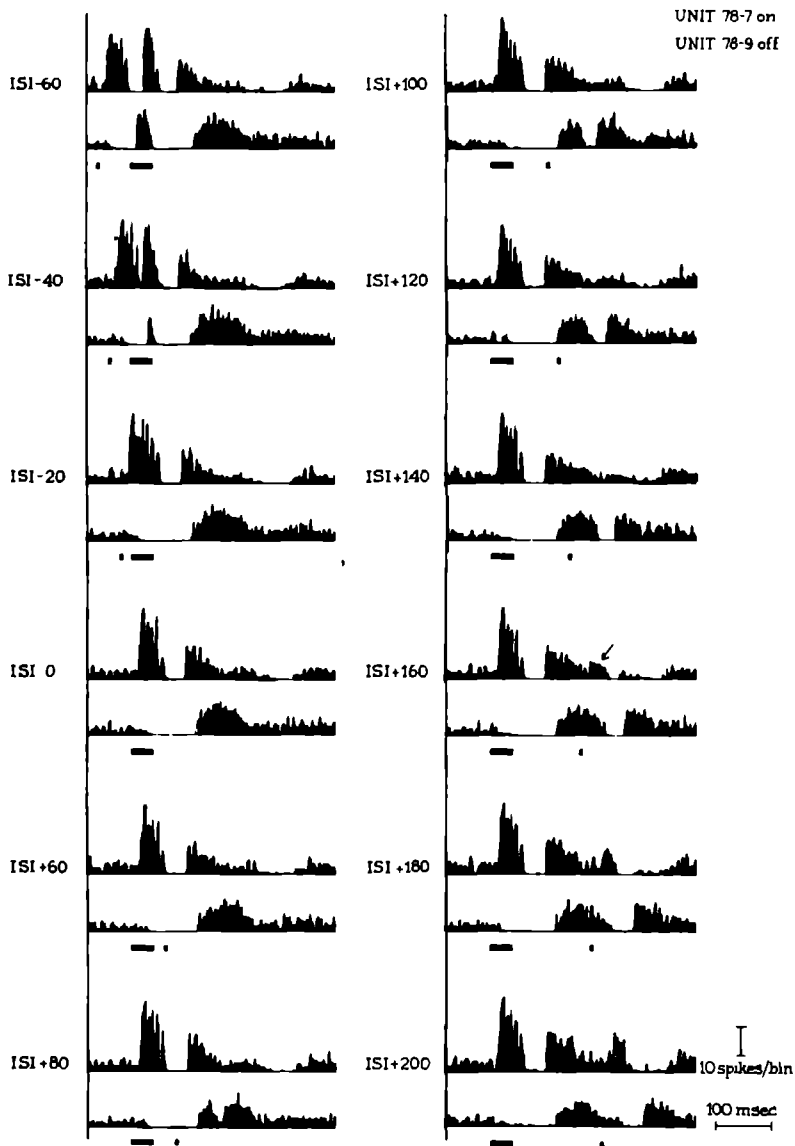 UNIT 78-7 on
UNIT 78-9 off
ISI-60
ISI-40
ISI-20
ISI 0
ISI+60
ISI+80
ISI+100
ISI+120
ISI+140
ISI+160
ISI+180
ISI+200
10 spikes/bin
100 msec